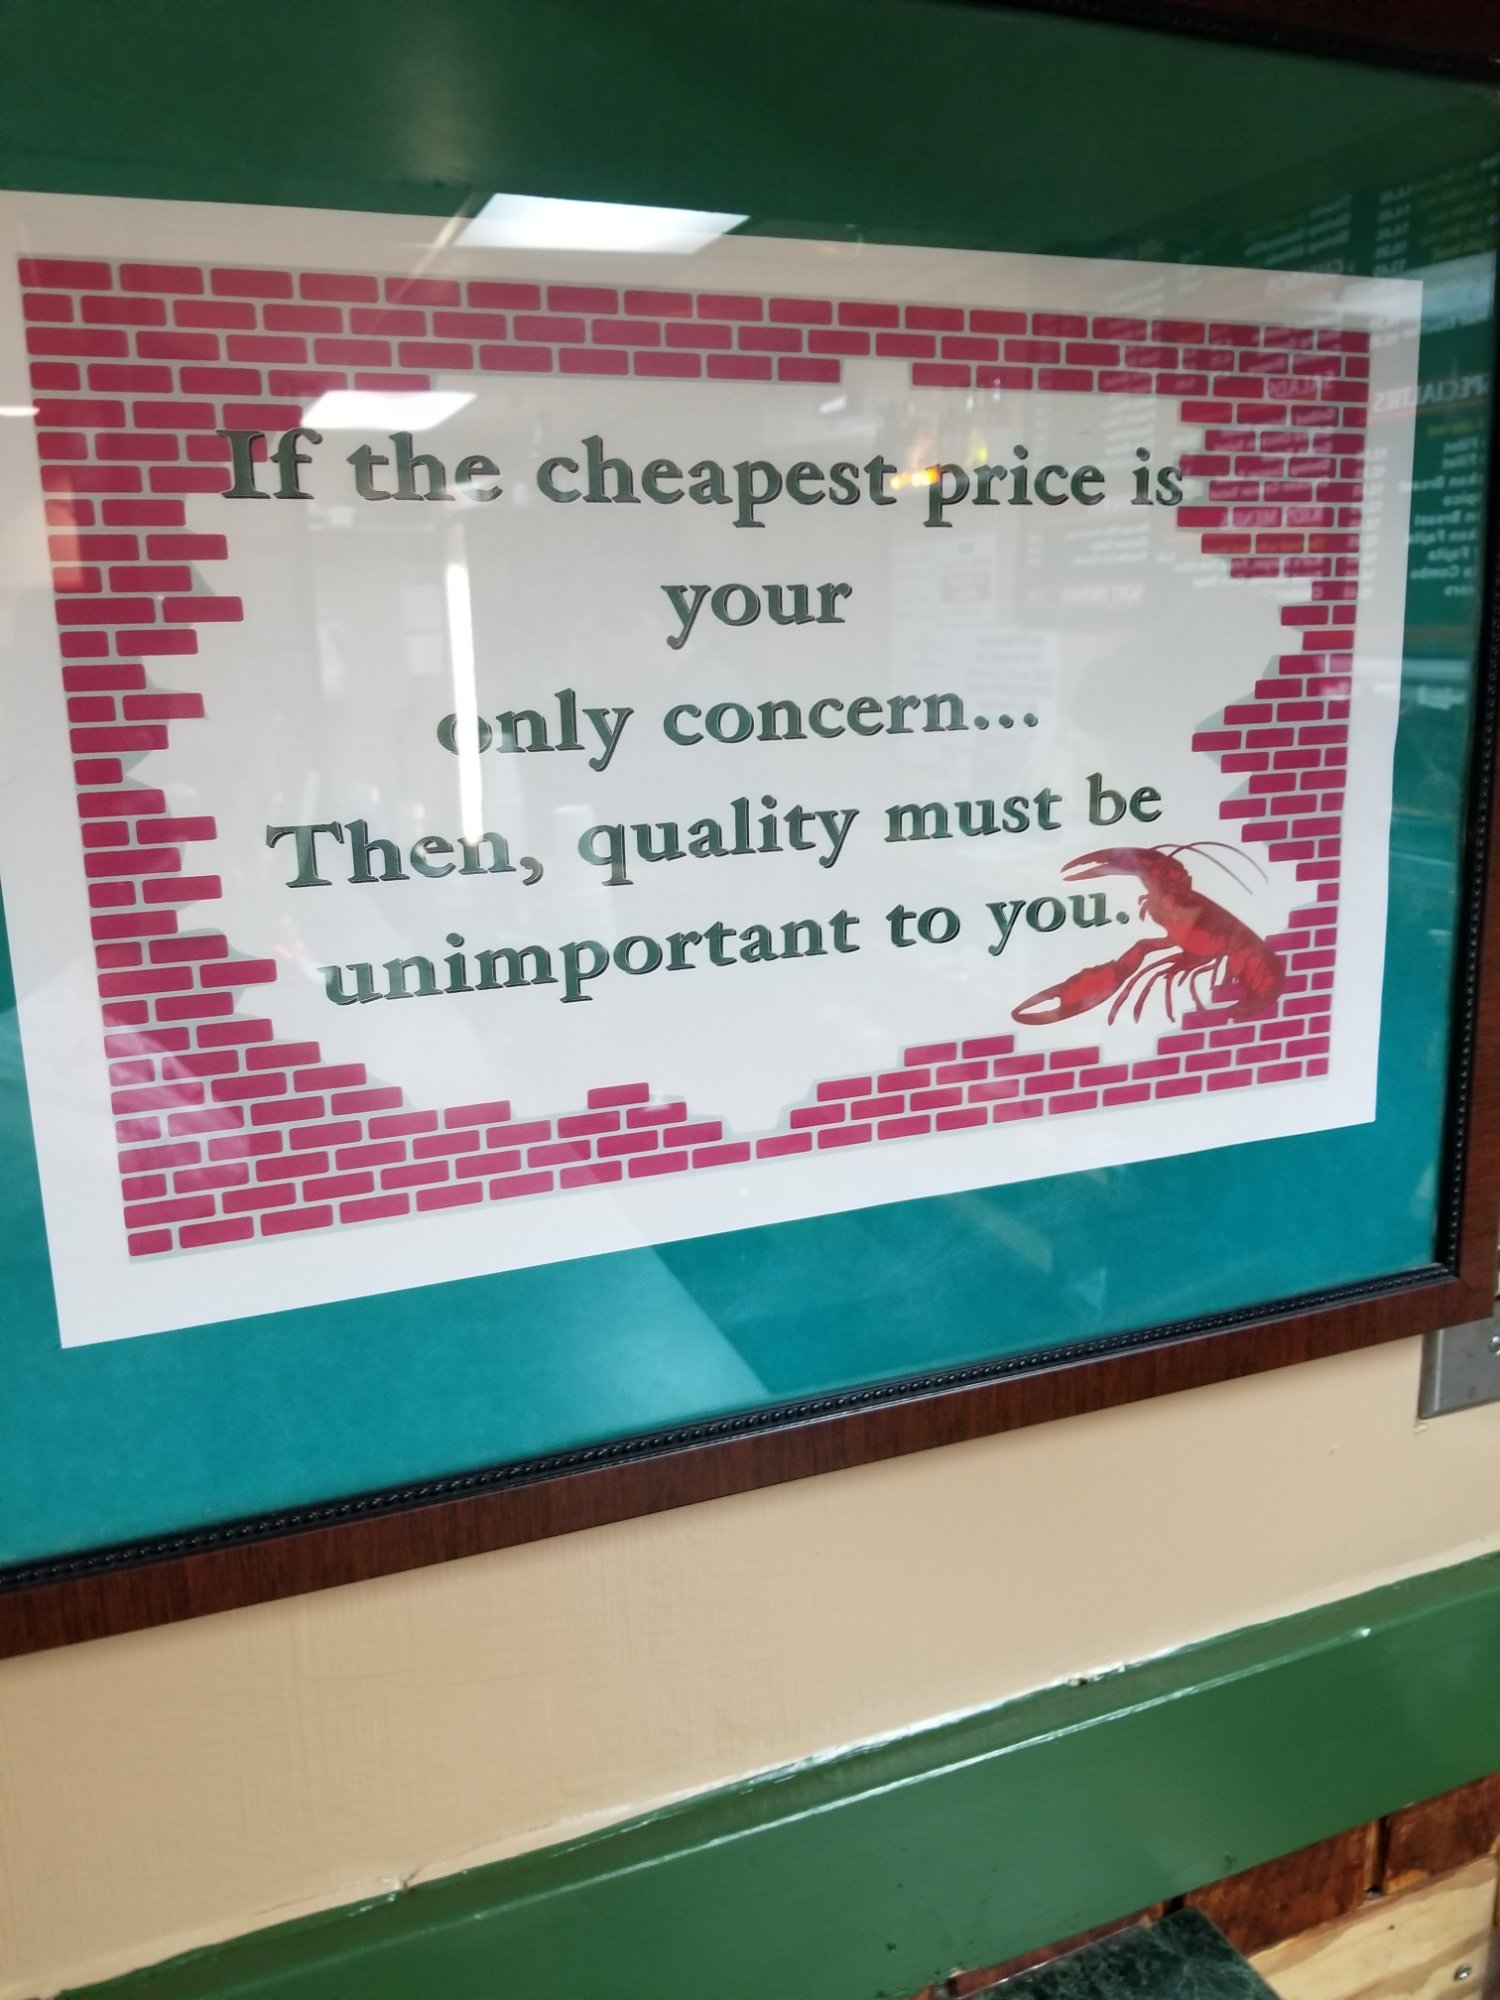 If the cheapest price is
your
only concern...
Then, quality must be
unimportant to you.